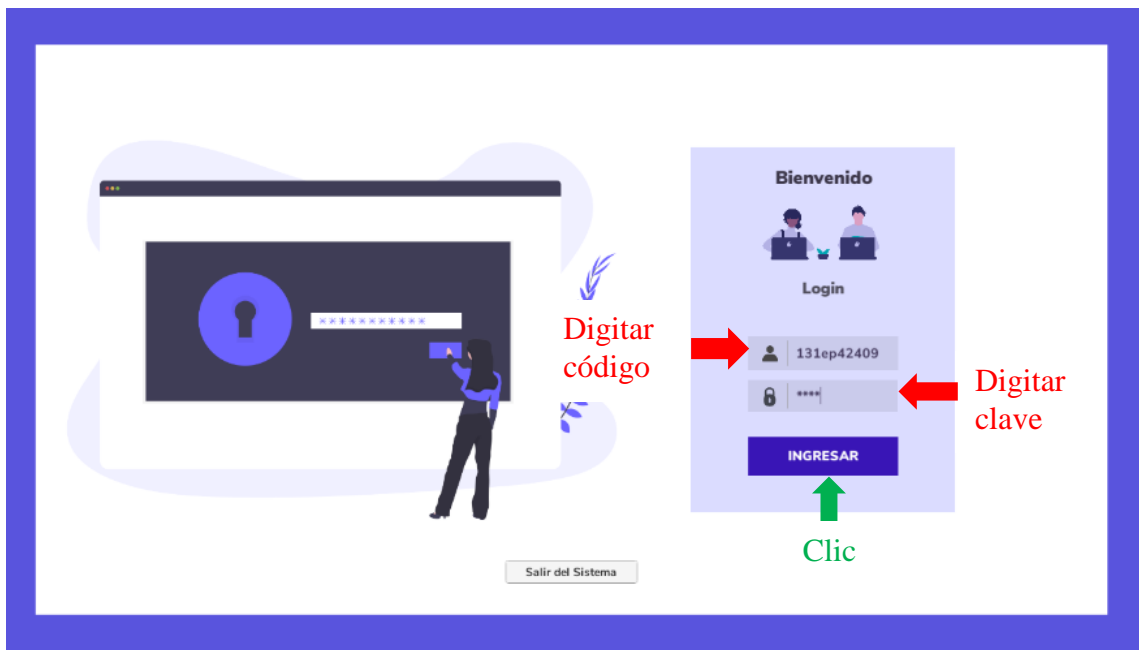 Bienvenido
Login
Digitar
código
131ep42409
****
Digitar
clave
INGRESAR
Clic
Salir del Sistema